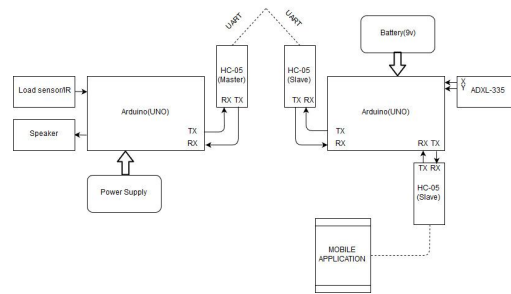 UART
UART
Battery(9v)
HC-05
(Master)
RX TX
HC-05
(Slave)
TX RX
Load sensor/IR
Speaker
Arduino(UNO)
TX
RX
Power Supply
Arduino(UNO)
TX
RX
RX TX
X
Y
ADXL-335
TX RX
HC-05
(Slave)
MOBILE
APPLICATION